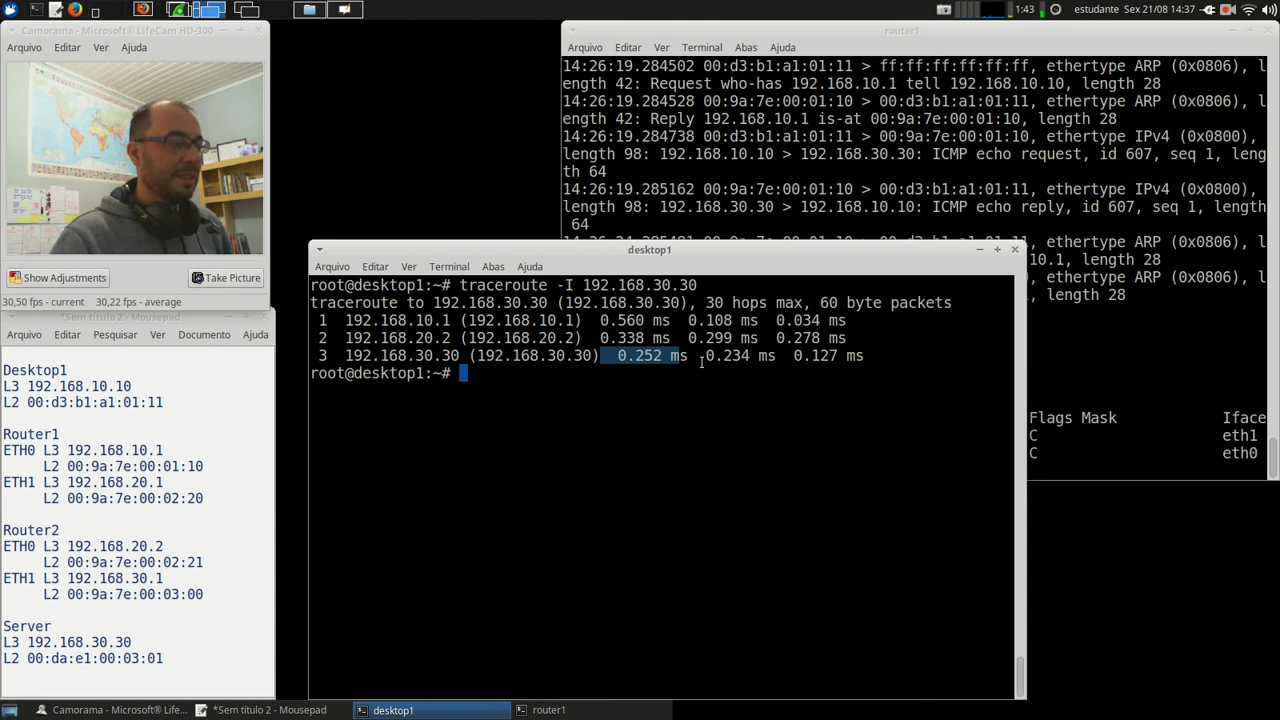 1:43
estudante
Sex 21/08 14:37
Camorama - Microsoft® LifeCam HD-300
Arquivo Editar Ver Ajuda
Show Adjustments
Take Picture
30,50 fps - current 30,22 fps - average
*Sem título 2 - Mousepad
Arquivo Editar Pesquisar Ver Documento Ajuda
Desktop1
L3 192.168.10.10
L2 00:d3:b1:a1:01:11
Router1
ETH0 L3 192.168.10.1
L2 00:9a:7e:00:01:10
ETH1 L3 192.168.20.1
L2 00:9a:7e:00:02:20
Router2
ETH0 L3 192.168.20.2
L2 00:9a:7e:00:02:21
ETH1 L3 192.168.30.1
L2 00:9a:7e:00:03:00
Server
L3 192.168.30.30
L2 00:da:e1:00:03:01
router1
Arquivo Editar Ver Terminal Abas Ajuda
14:26:19.284502 00:d3:b1:a1:01:11 > ff:ff:ff:ff:ff:ff, ethertype ARP (0x0806), l
ength 42: Request who-has 192.168.10.1 tell 192.168.10.10, length 28
14:26:19.284528 00:9a:7e:00:01:10 > 00:d3:b1:a1:01:11, ethertype ARP (0x0806), l
ength 42: Reply 192.168.10.1 is-at 00:9a:7e:00:01:10, length 28
14:26:19.284738 00:d3:b1:a1:01:11 > 00:9a:7e:00:01:10, ethertype IPv4 (0x0800),
length 98: 192.168.10.10 > 192.168.30.30: ICMP echo request, id 607, seq 1, leng
th 64
14:26:19.285162 00:9a:7e:00:01:10 > 00:d3:b1:a1:01:11, ethertype IPv4 (0x0800),
length 98: 192.168.30.30 > 192.168.10.10: ICMP echo reply, id 607, seq 1, length
64
ethertype ARP (0x0806), l
0.1, length 28
ethertype ARP (0x0806), l
, length 28
Flags Mask Iface
C eth1
C eth0
desktop1
Arquivo Editar Ver Terminal Abas Ajuda
root@desktop1:~# traceroute -I 192.168.30.30
traceroute to 192.168.30.30 (192.168.30.30), 30 hops max, 60 byte packets
1 192.168.10.1 (192.168.10.1) 0.560 ms 0.108 ms 0.034 ms
2 192.168.20.2 (192.168.20.2) 0.338 ms 0.299 ms 0.278 ms
3 192.168.30.30 (192.168.30.30) 0.252 ms 0.234 ms 0.127 ms
root@desktop1:~#
Camorama - Microsoft® LifeC...
*Sem título 2 - Mousepad
desktop1
router1